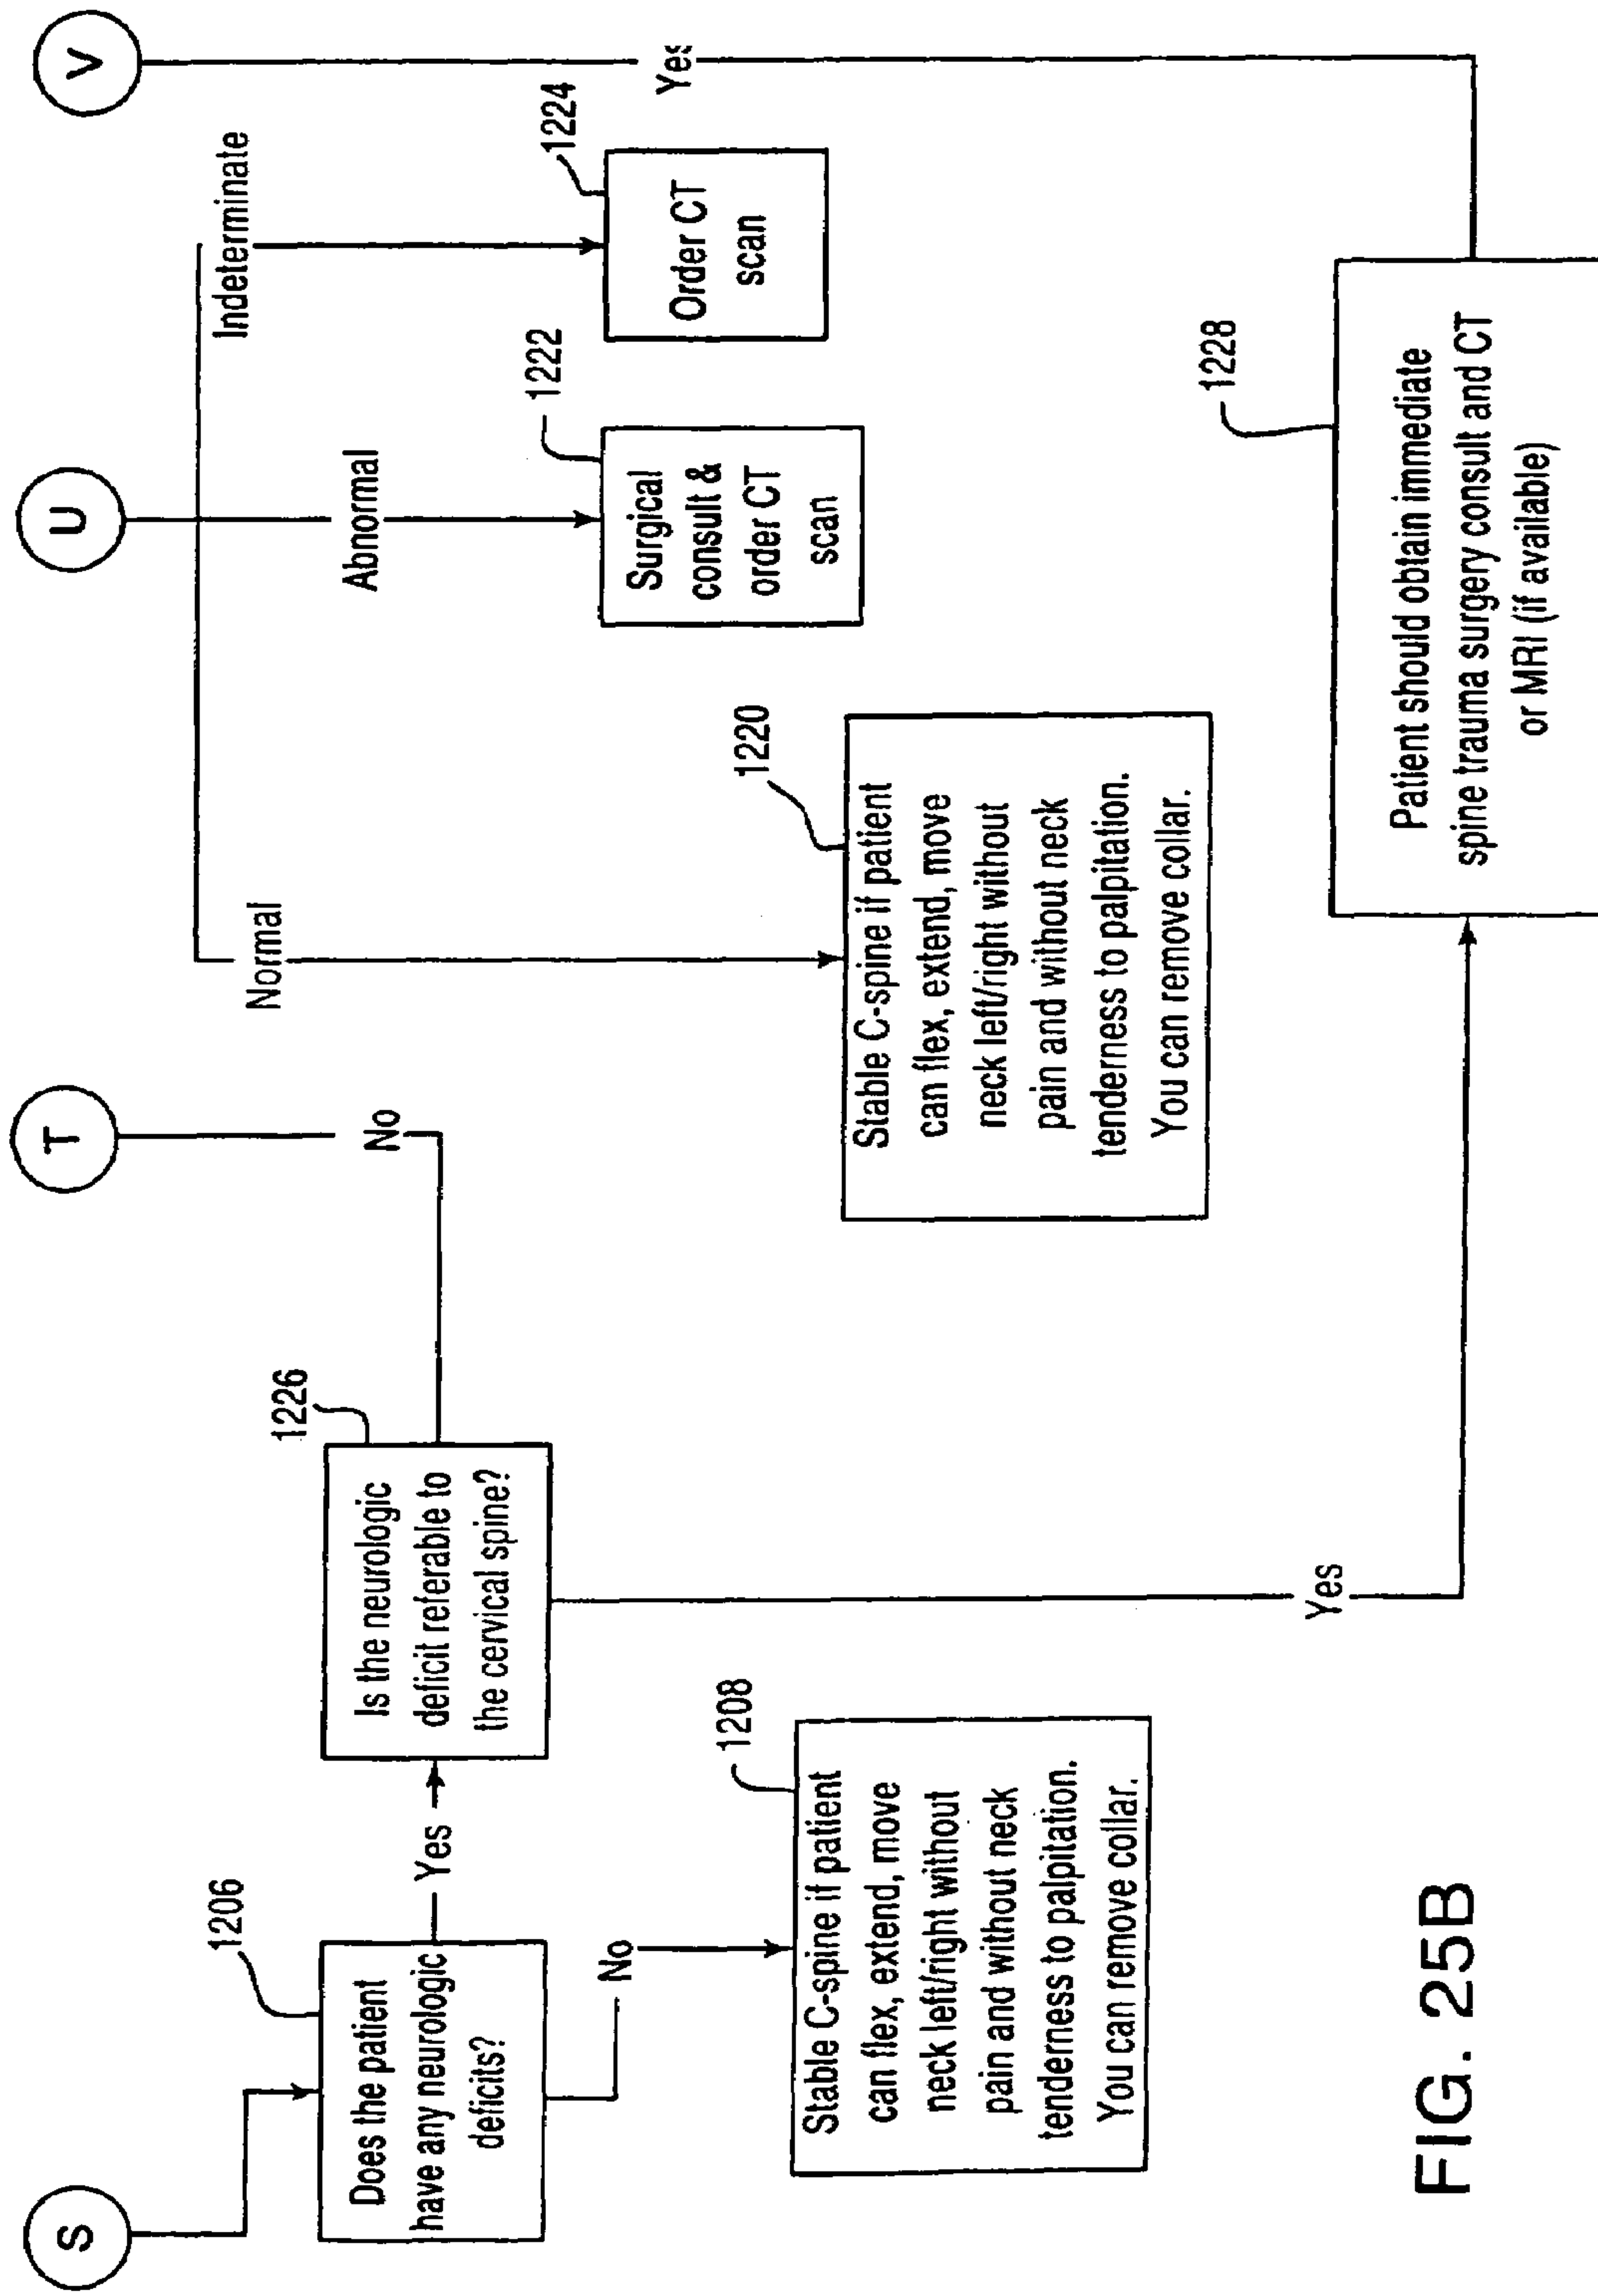 S
T
U
V
1206
Does the patient
have any neurologic
deficits?
Yes
No
1226
Is the neurologic
deficit referable to
the cervical spine?
No
Yes
1208
Stable C-spine if patient
can flex, extend, move
neck left/right without
pain and without neck
tenderness to palpitation.
You can remove collar.
Normal
Abnormal
Indeterminate
1220
Stable C-spine if patient
can flex, extend, move
neck left/right without
pain and without neck
tenderness to palpitation.
You can remove collar.
1222
Surgical
consult &
order CT
scan
1224
Order CT
scan
Yes
1228
Patient should obtain immediate
spine trauma surgery consult and CT
or MRI (if available)
FIG. 25B